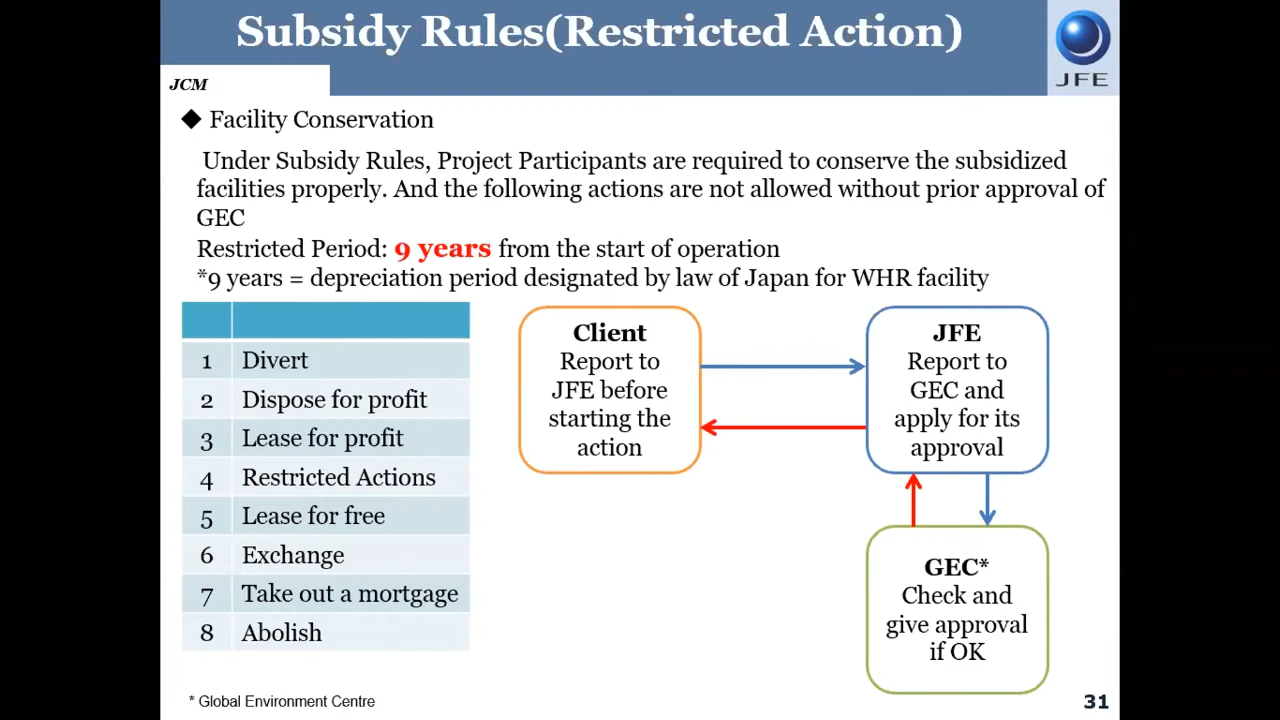 Subsidy Rules(Restricted Action)
JFE
JCM
◆ Facility Conservation
Under Subsidy Rules, Project Participants are required to conserve the subsidized
facilities properly. And the following actions are not allowed without prior approval of
GEC
Restricted Period: 9 years from the start of operation
*9 years = depreciation period designated by law of Japan for WHR facility
1 Divert
2 Dispose for profit
3 Lease for profit
4 Restricted Actions
5 Lease for free
6 Exchange
7 Take out a mortgage
8 Abolish
Client
Report to
JFE before
starting the
action
JFE
Report to
GEC and
apply for its
approval
GEC*
Check and
give approval
if OK
* Global Environment Centre
31